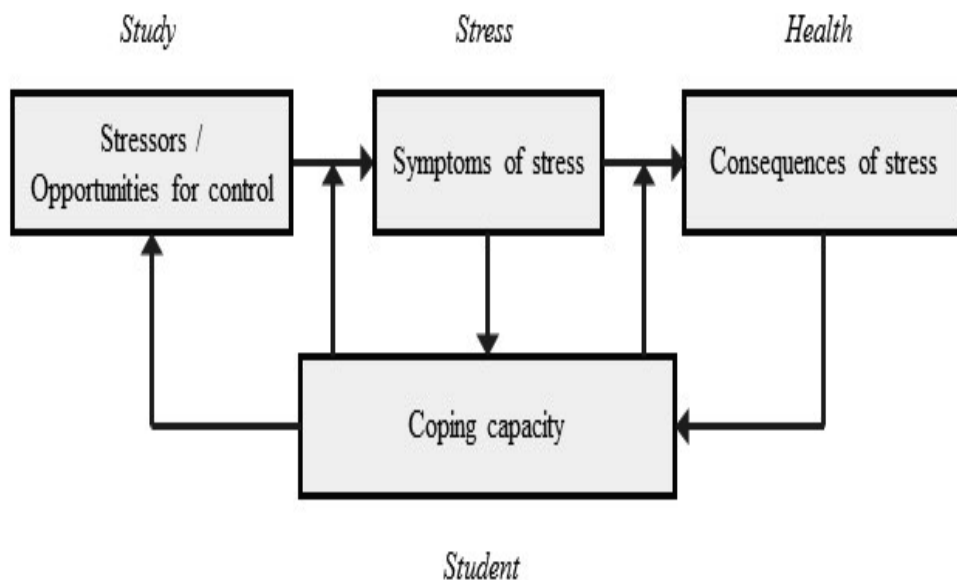 Study
Stress
Health
Stressors /
Opportunities for control
Symptoms of stress
Consequences of stress
Coping capacity
Student